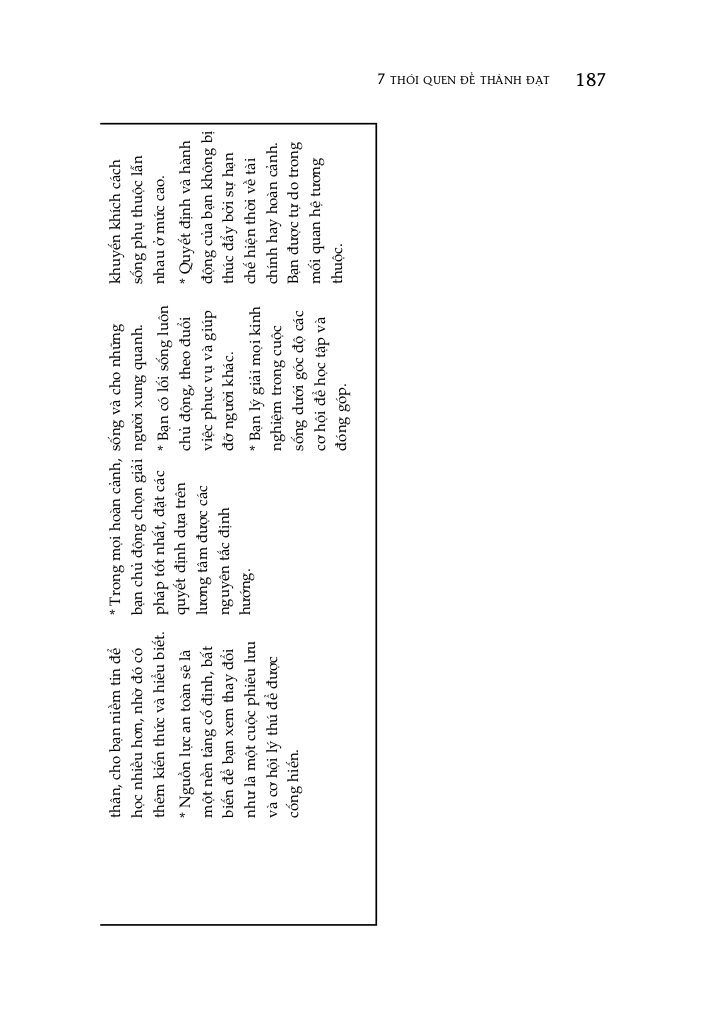 7 THÓI QUEN ĐỂ THÀNH ĐẠT 187
thân, cho bạn niềm tin để
học nhiều hơn, nhờ đó có
thêm kiến thức và hiểu biết.
* Nguồn lực an toàn sẽ là
một nền tảng cố định, bất
biến để bạn xem thay đổi
như là một cuộc phiêu lưu
và cơ hội lý thú để được
cống hiến.
* Trong mọi hoàn cảnh,
bạn chủ động chọn giải
pháp tốt nhất, đặt các
quyết định dựa trên
lương tâm được các
nguyên tắc định
hướng.
sống và cho những
người xung quanh.
* Bạn có lối sống luôn
chủ động, theo đuổi
việc phục vụ và giúp
đỡ người khác.
* Bạn lý giải mọi kinh
nghiệm trong cuộc
sống dưới góc độ các
cơ hội để học tập và
đóng góp.
khuyến khích cách
sống phụ thuộc lẫn
nhau ở mức cao.
* Quyết định và hành
động của bạn không bị
thúc đẩy bởi sự hạn
chế hiện thời về tài
chính hay hoàn cảnh.
Bạn được tự do trong
mối quan hệ tương
thuộc.